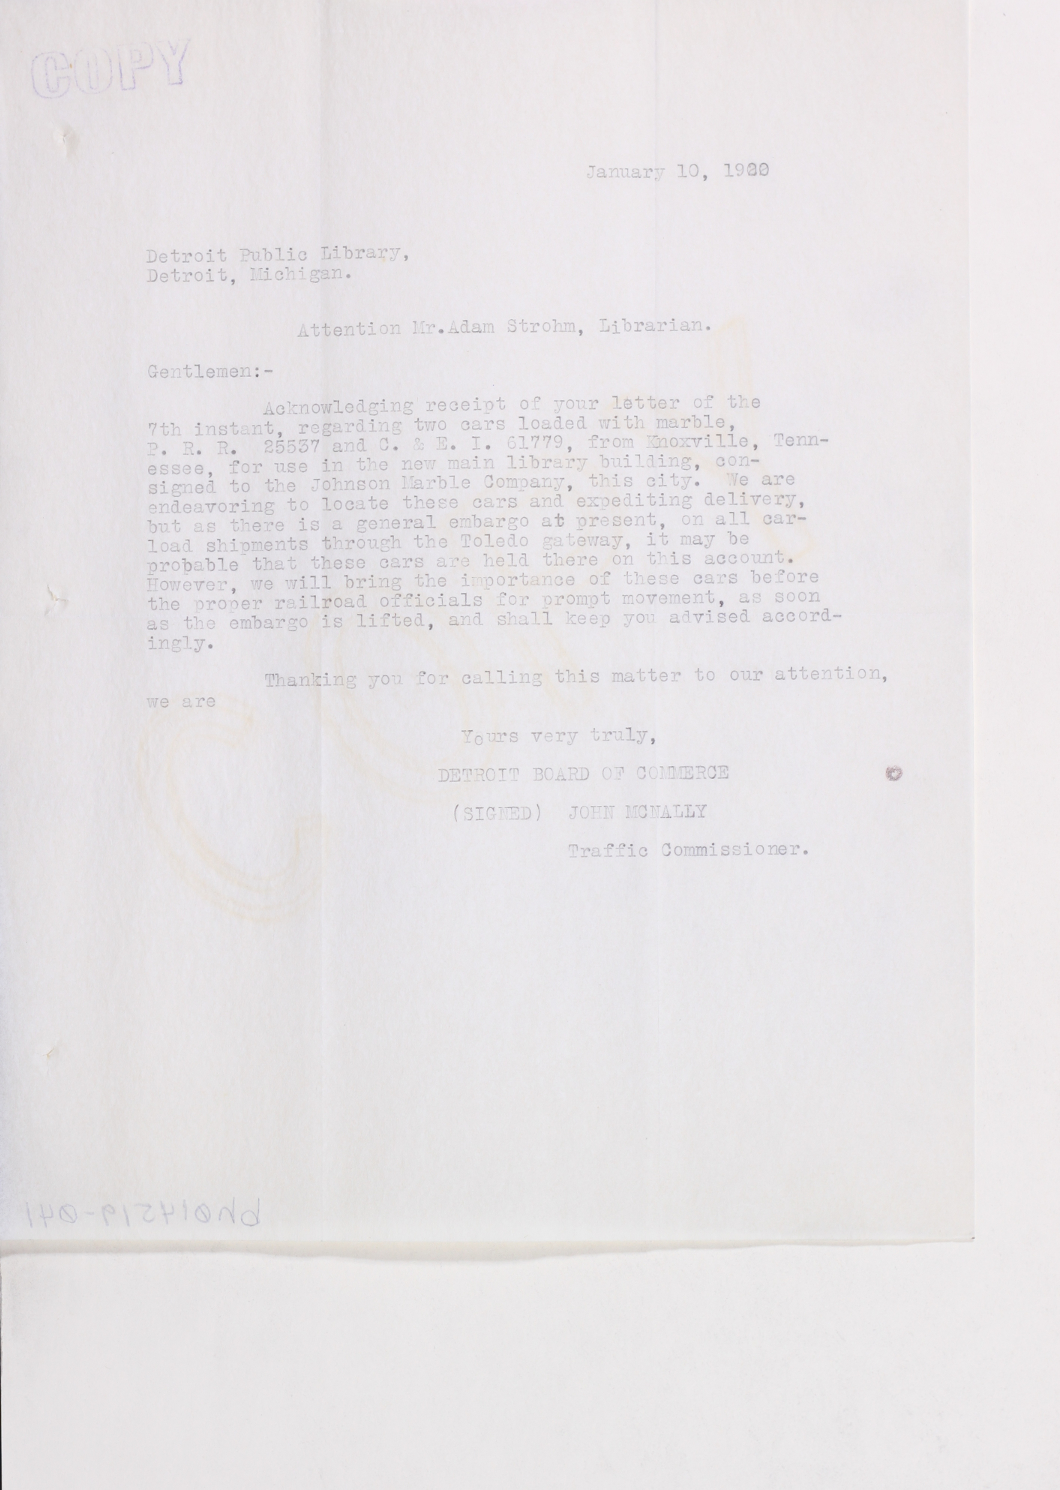 COPY
January 10, 1920
Detroit Public Library,
Detroit, Michigan.
Attention Mr.Adam Strohm, Librarian.
Gentlemen:-
Acknowledging receipt of your letter of the
7th instant, regarding two cars loaded with marble,
P. R. R. 25537 and C. & E. I. 61779, from Knoxville, Tenn-
essee, for use in the new main library building, con-
signed to the Johnson Marble Company, this city. We are
endeavoring to locate these cars and expediting delivery,
but as there is a general embargo at present, on all car-
load shipments through the Toledo gateway, it may be
probable that these cars are held there on this account.
However, we will bring the importance of these cars before
the proper railroad officials for prompt movement, as soon
as the embargo is lifted, and shall keep you advised accord-
ingly.
Thanking you for calling this matter to our attention,
we are
Yours very truly,
DETROIT BOARD OF COMMERCE
(SIGNED) JOHN MCNALLY
Traffic Commissioner.